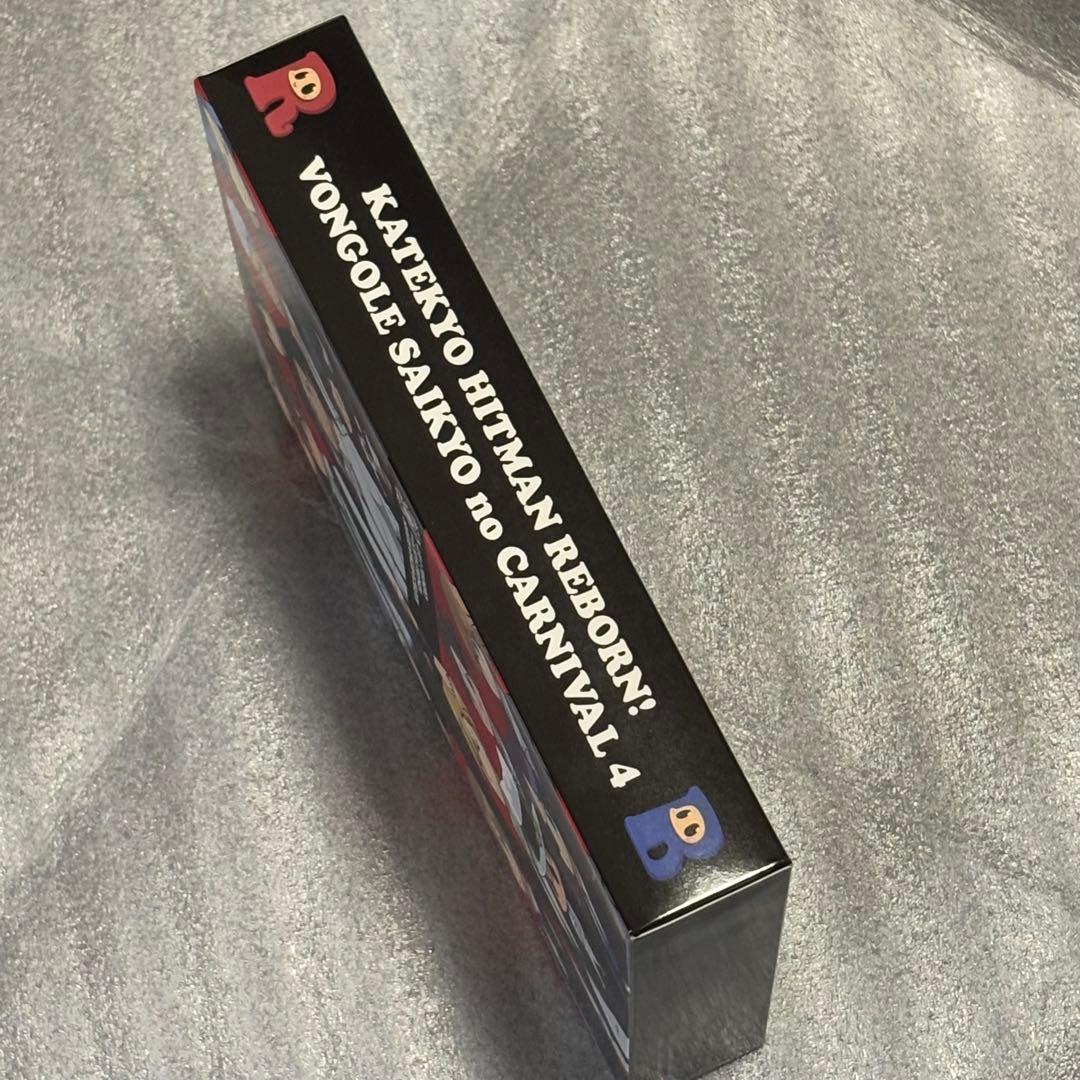 R
KATEKYO HITMAN REBORN!
VONGOLE SAIKYO no CARNIVAL 4
B